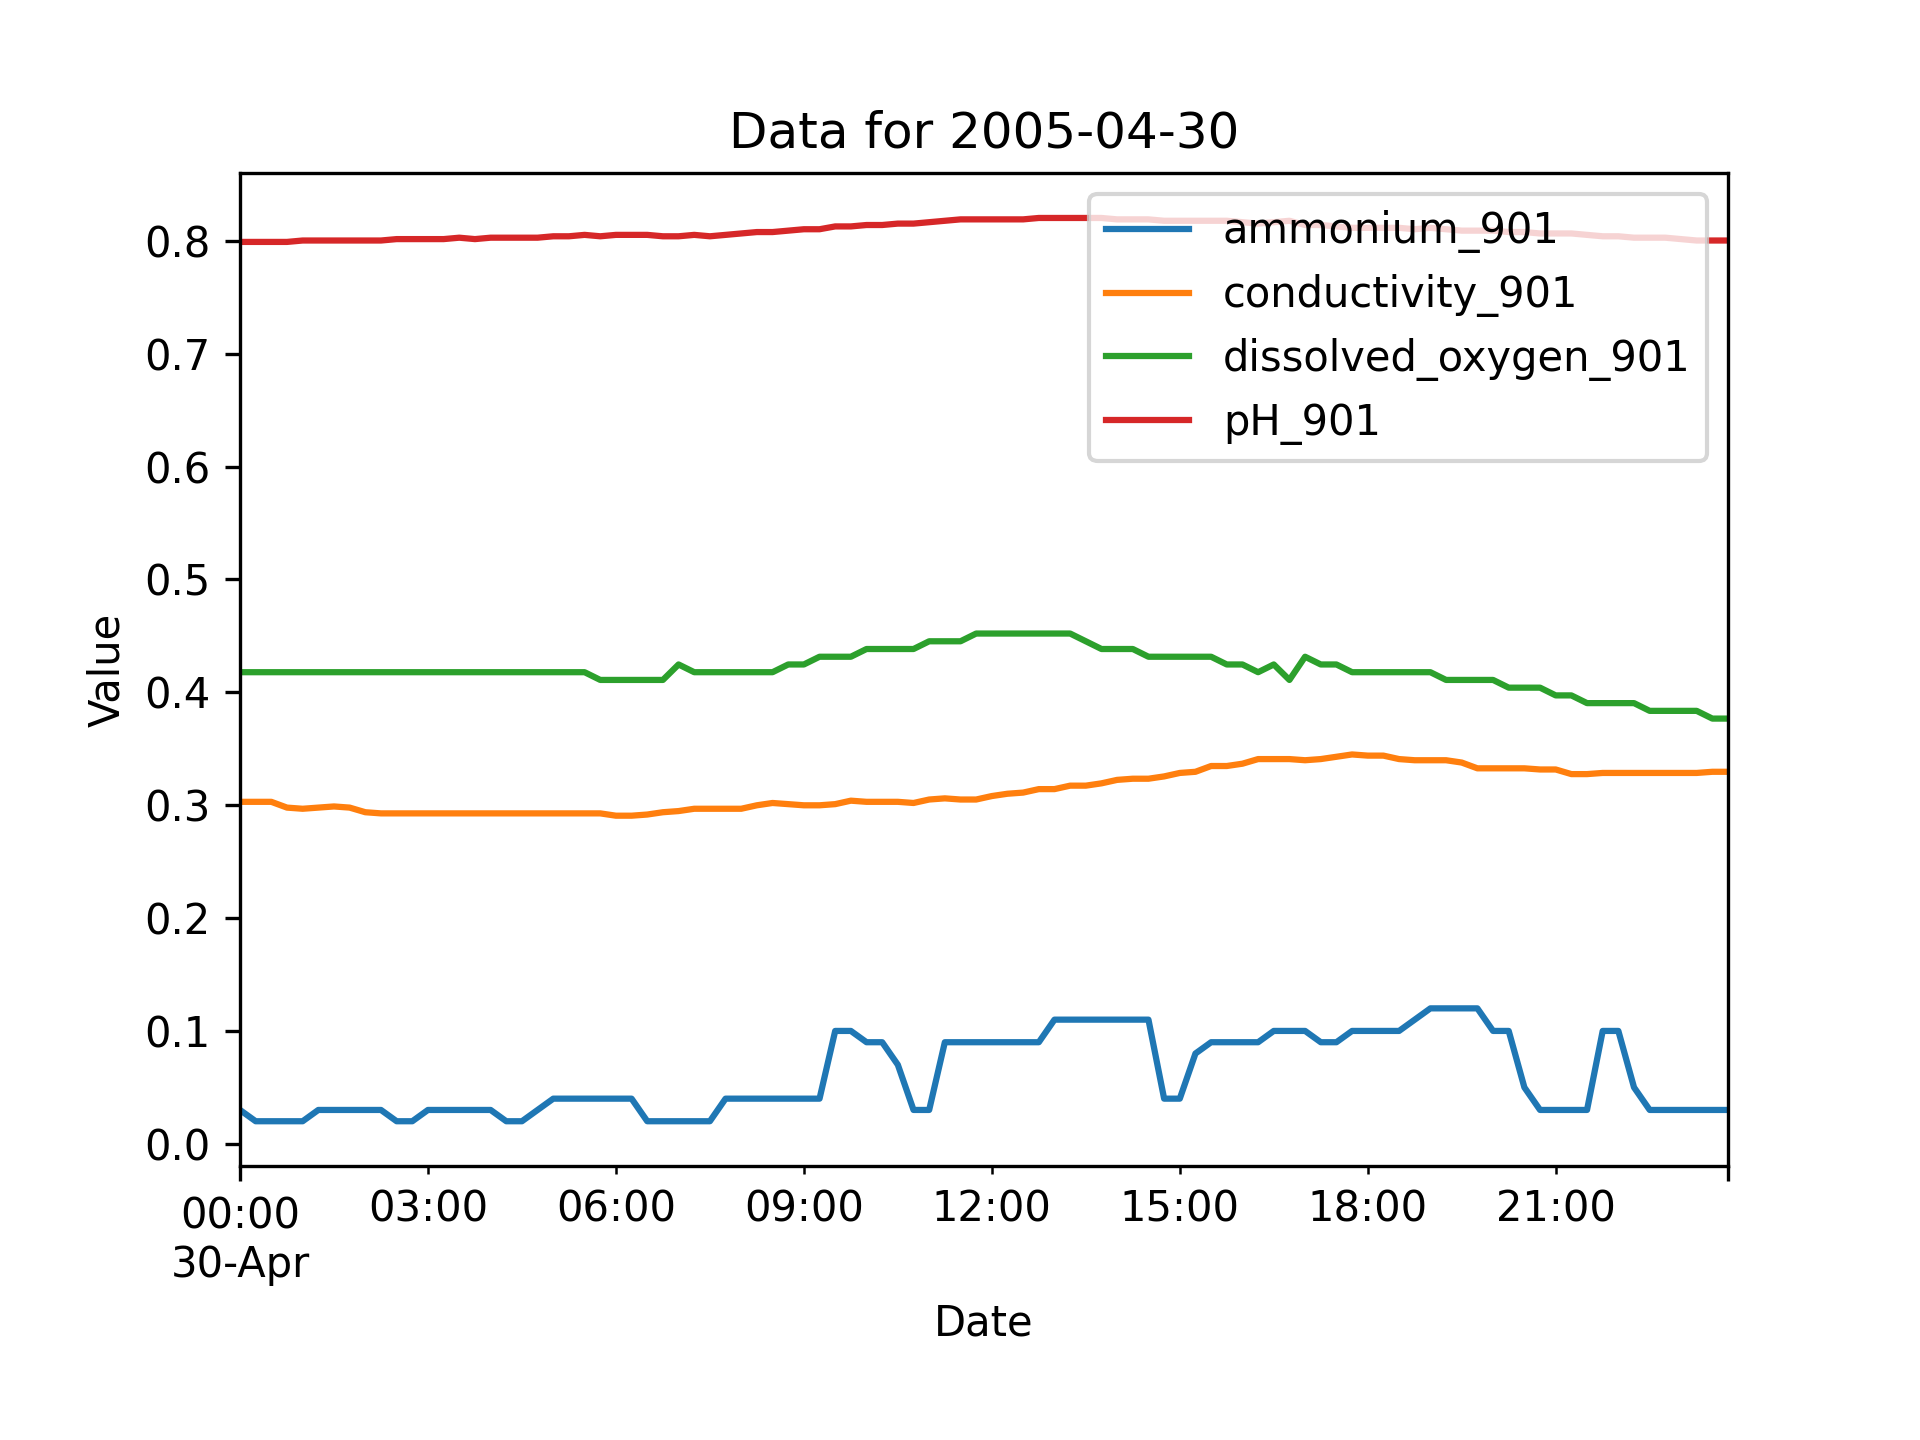 Data for 2005-04-30
ammonium_901
conductivity_901
dissolved_oxygen_901
pH_901
0.8
0.7
0.6
0.5
0.4
0.3
0.2
0.1
0.0
Value
00:00 03:00 06:00 09:00 12:00 15:00 18:00 21:00
30-Apr
Date